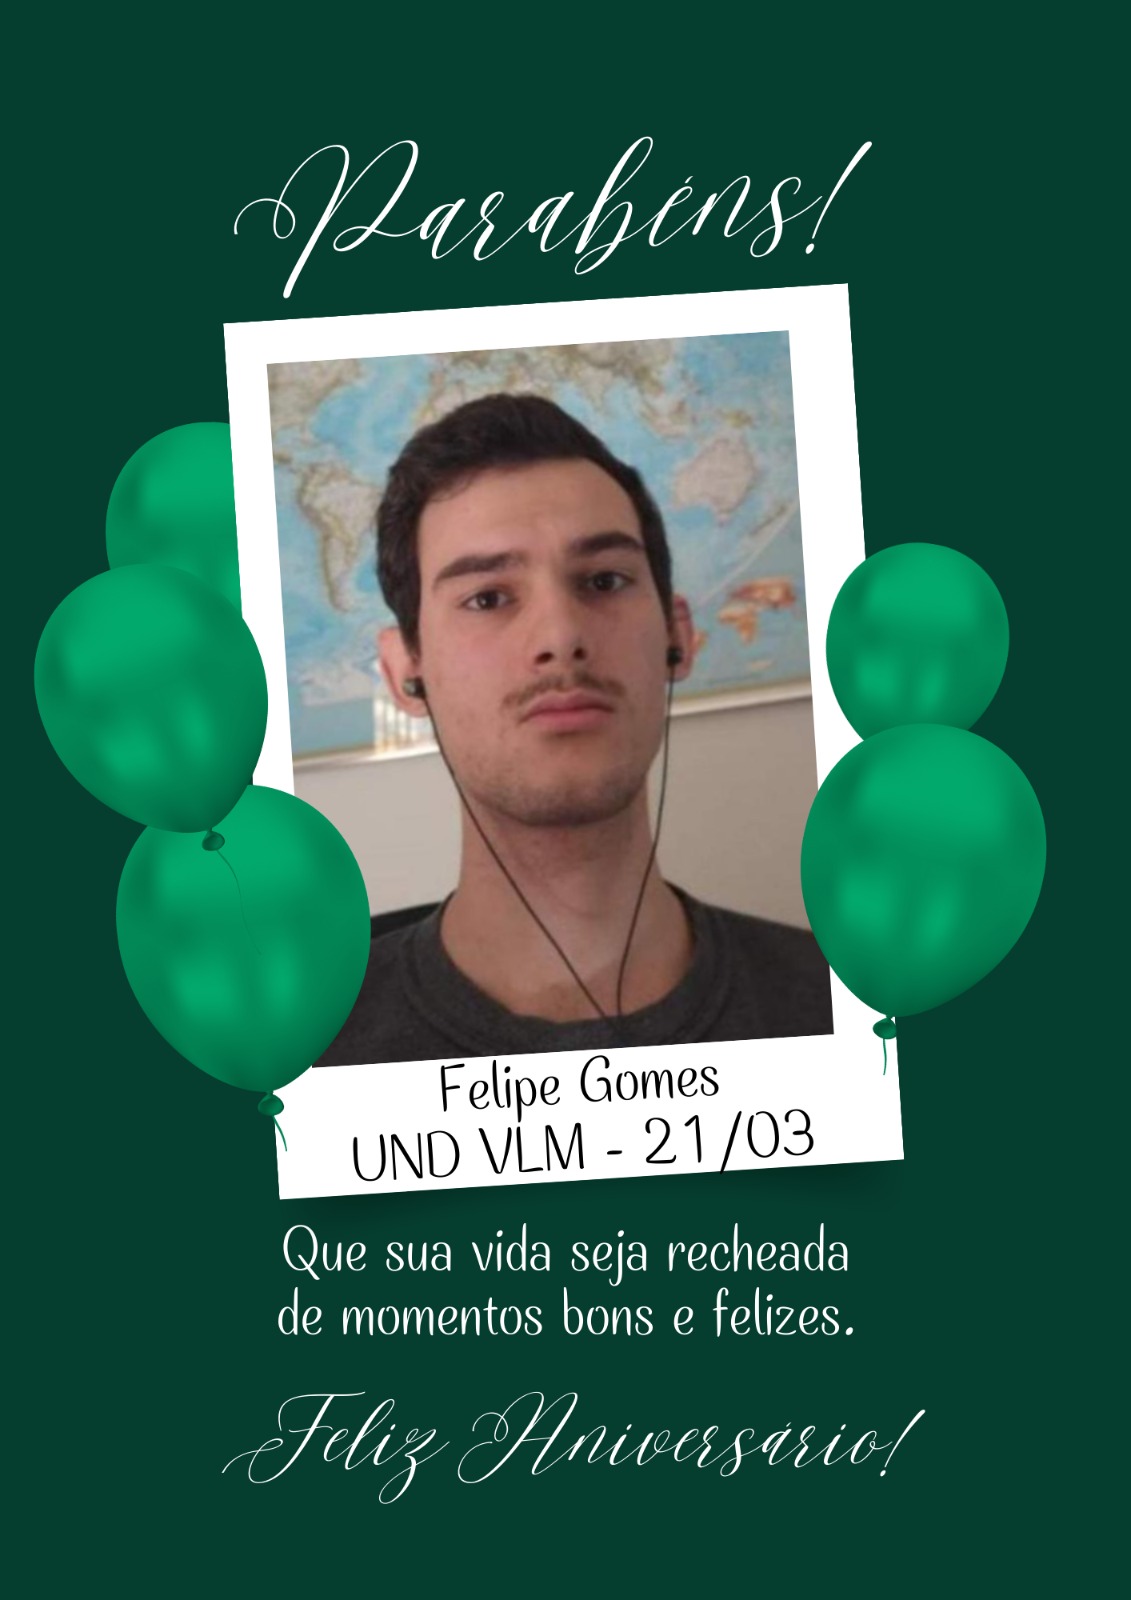 Parabéns!
Felipe Gomes
UND VLM - 21/03
Que sua vida seja recheada
de momentos bons e felizes.
Feliz Aniversário!